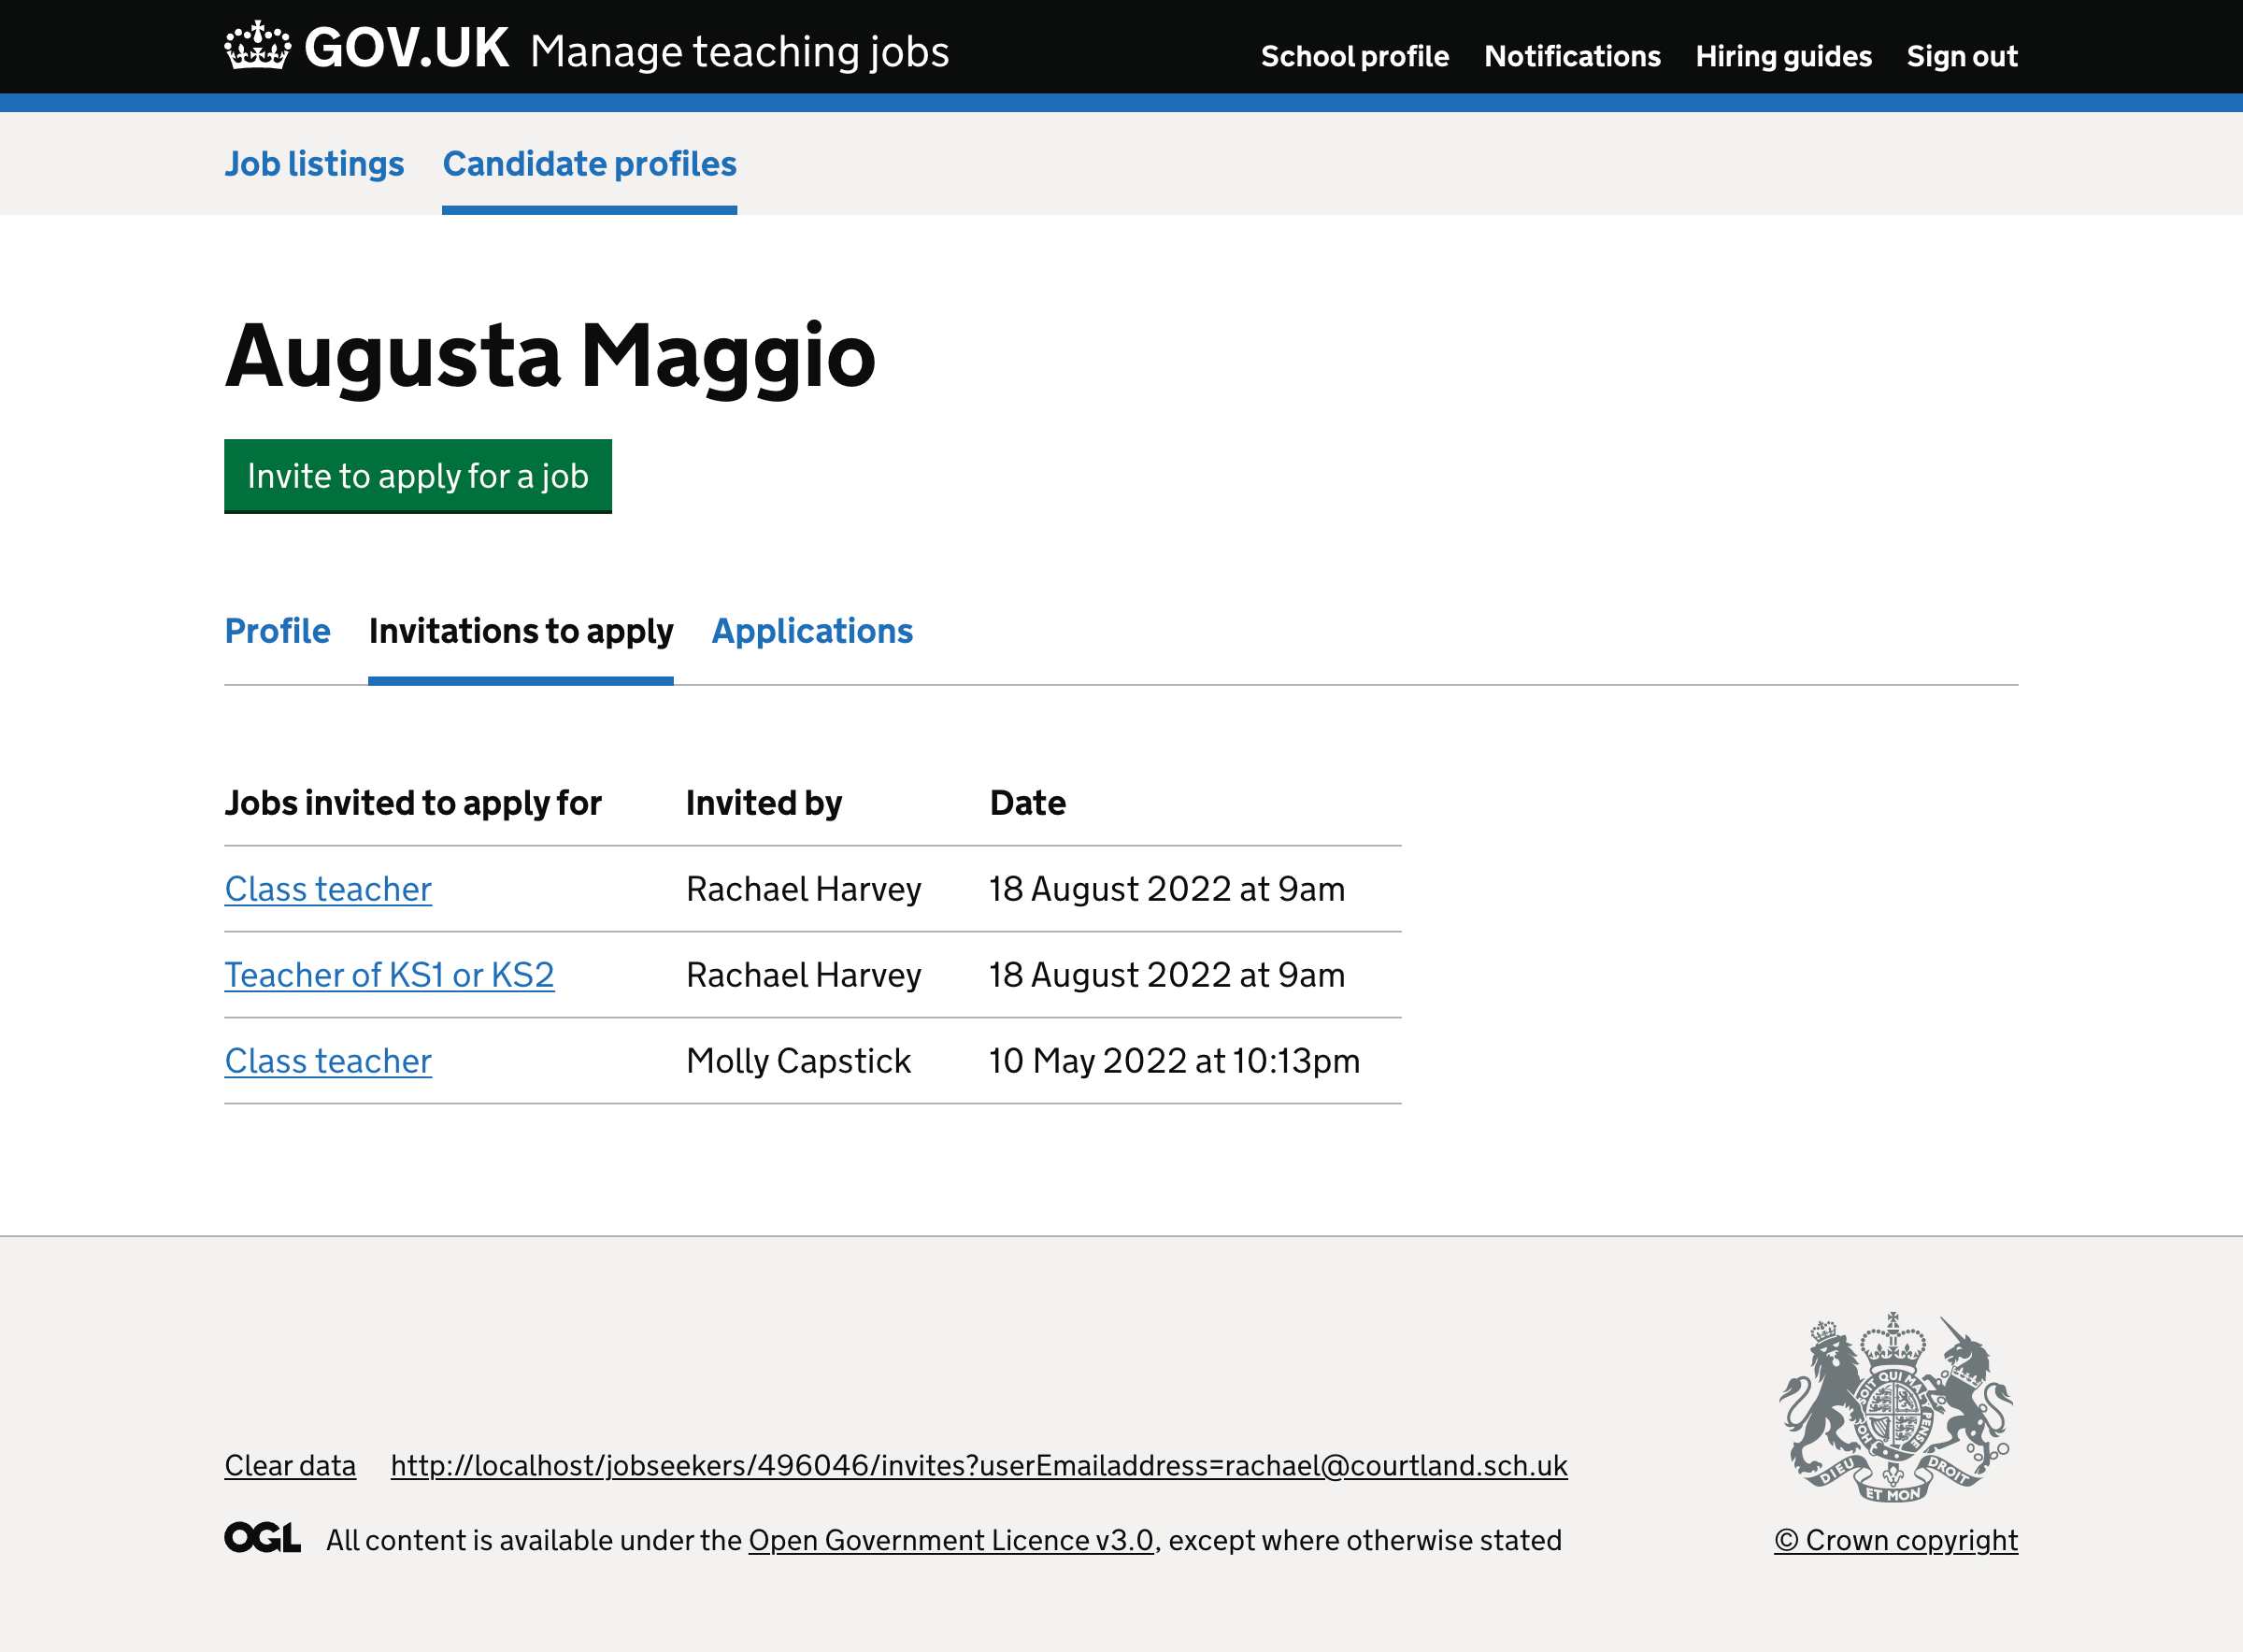 GOV.UK Manage teaching jobs
School profile Notifications Hiring guides Sign out
Job listings Candidate profiles
Augusta Maggio
Invite to apply for a job
Profile Invitations to apply Applications
Jobs invited to apply for Invited by Date
Class teacher Rachael Harvey 18 August 2022 at 9am
Teacher of KS1 or KS2 Rachael Harvey 18 August 2022 at 9am
Class teacher Molly Capstick 10 May 2022 at 10:13pm
Clear data http://localhost/jobseekers/496046/invites?userEmailaddress=rachael@courtland.sch.uk
OGL All content is available under the Open Government Licence v3.0, except where otherwise stated
QUI MAL Y PENSE
DIEU ET MON DROIT
© Crown copyright